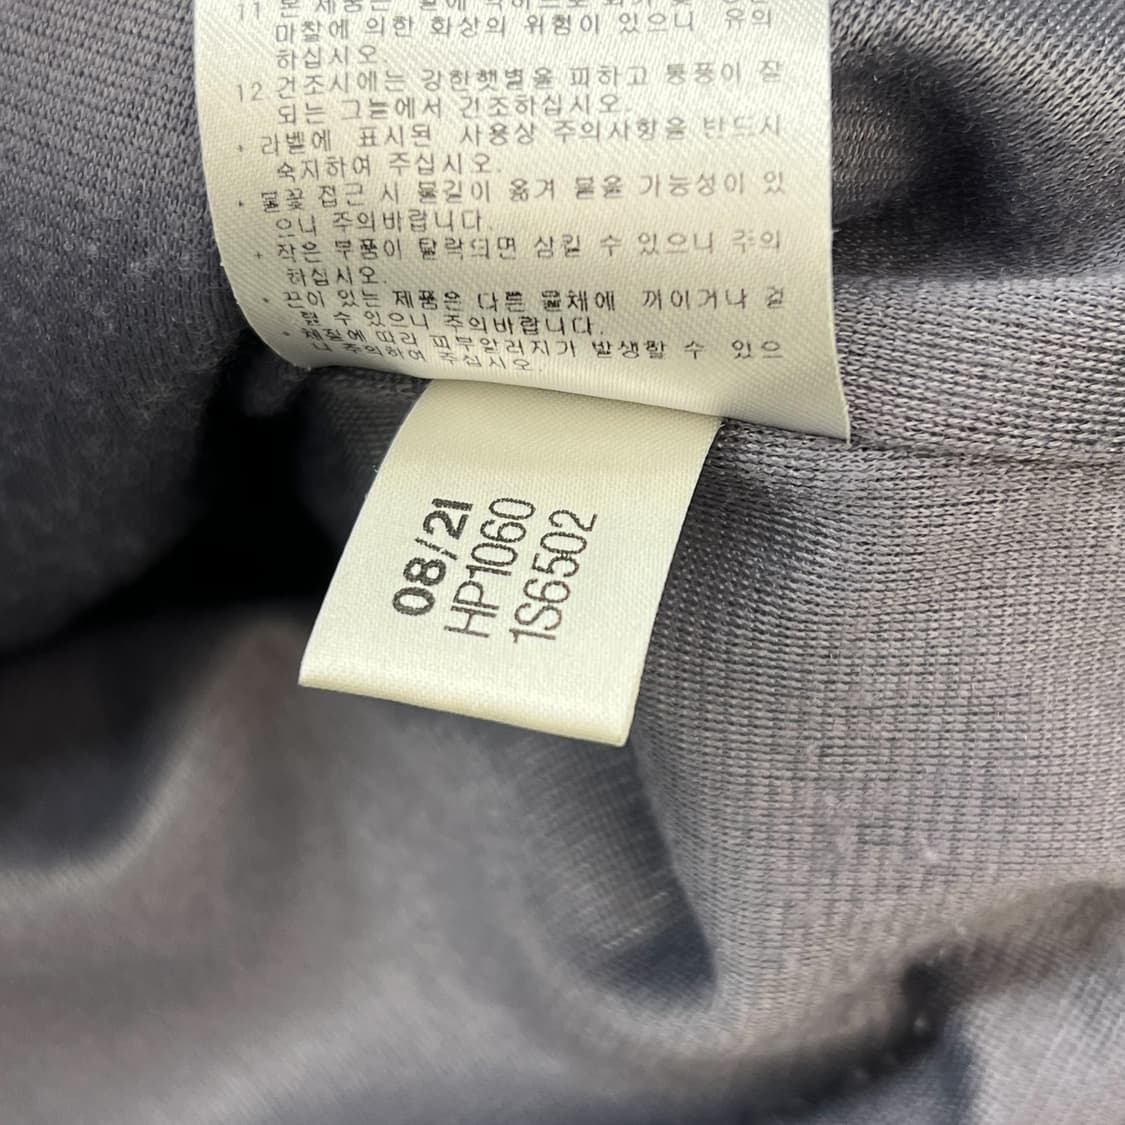 11 본 제품은
마찰에 의한 화상의 위험이 있으니 유의
하십시오.
12 건조시에는 강한햇볕을 피하고 통풍이 잘
되는 그늘에서 건조하십시오.
* 라벨에 표시된 사용상 주의사항을 반드시
숙지하여 주십시오.
* 불꽃 접근 시 불길이 옮겨 붙을 가능성이 있
으니 주의바랍니다.
* 작은 부품이 탈락되면 삼킬 수 있으니 주의
하십시오.
* 끈이 있는 제품은 다른 물체에 끼이거나 걸
릴 수 있으니 주의바랍니다.
* 체질에 따라 피부알러지가 발생할 수 있으
니 주의하여 주십시오.
08/21
HP1060
1S6502